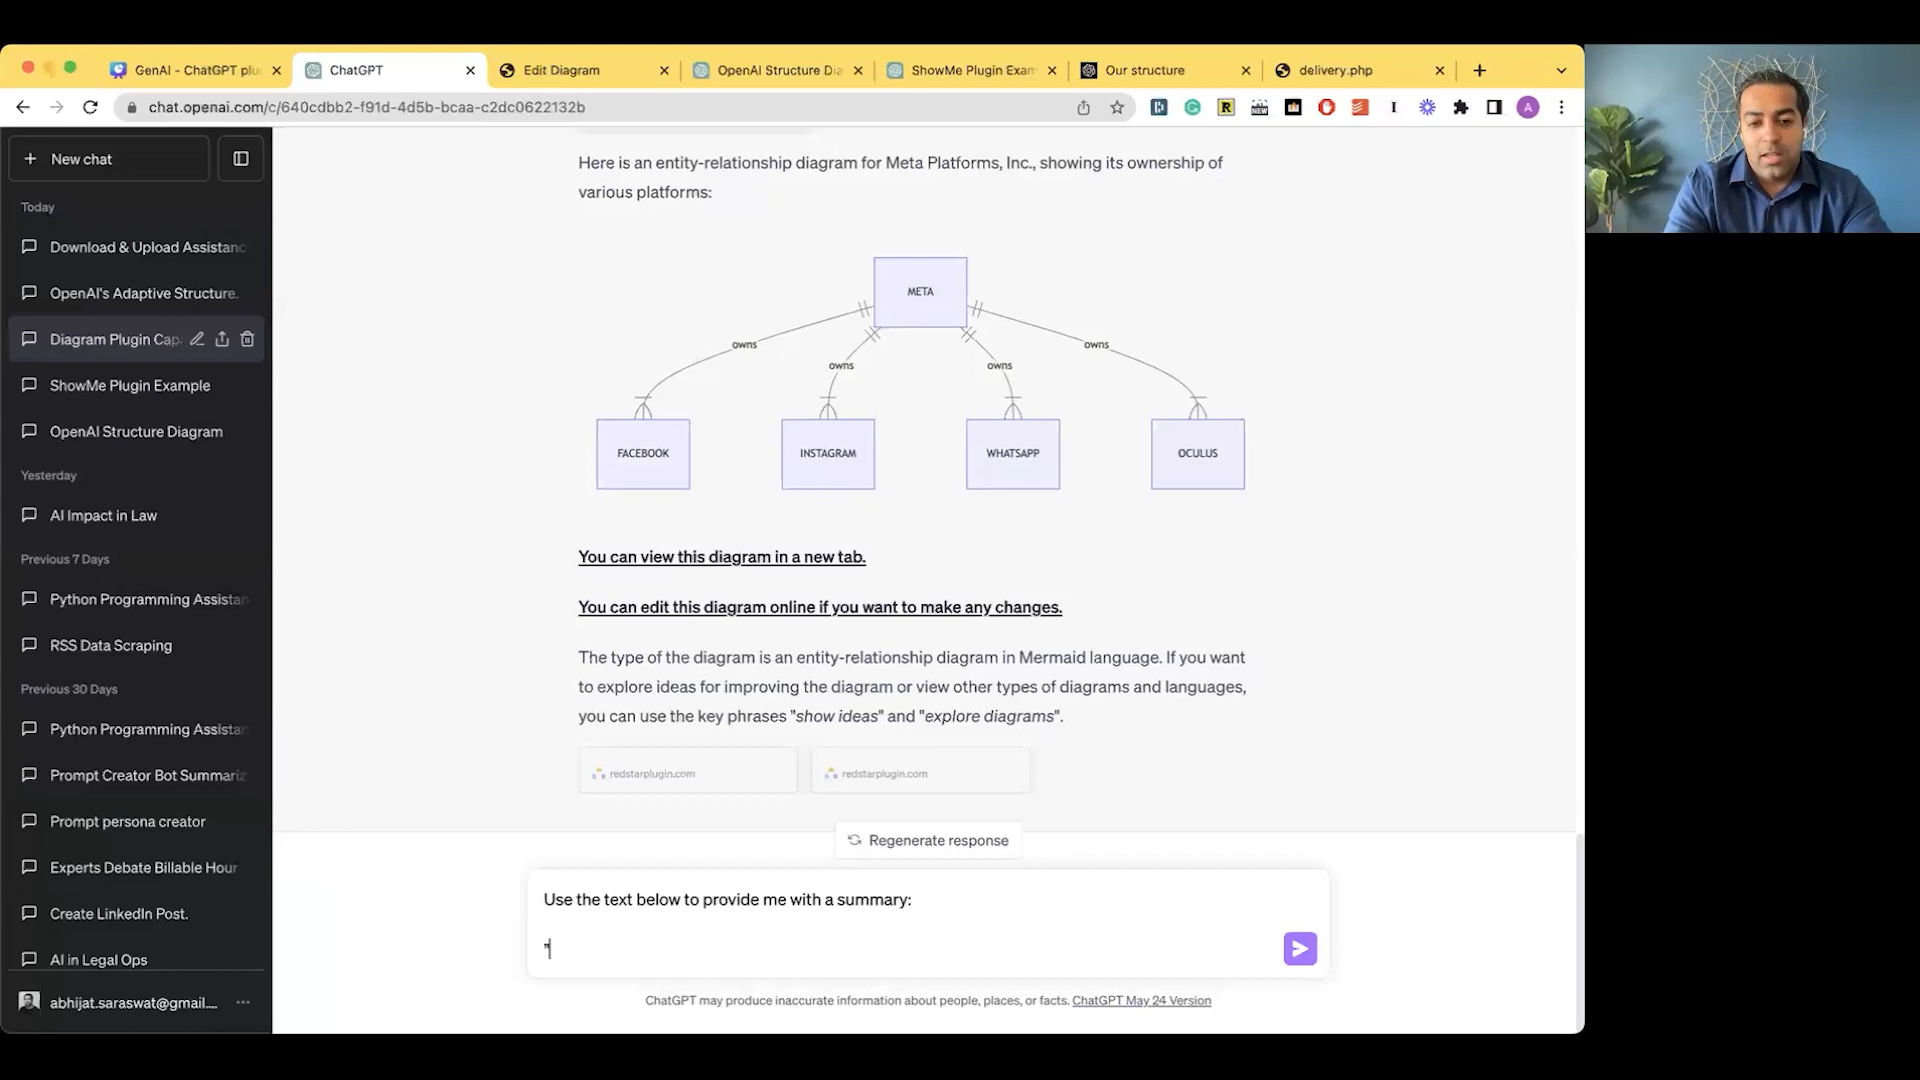 GenAI - ChatGPT plu
ChatGPT
Edit Diagram
OpenAI Structure Dia
ShowMe Plugin Exam
Our structure
delivery.php
chat.openai.com/c/640cdbb2-f91d-4d5b-bcaa-c2dc0622132b
R
NEW
I
A
New chat
Today
Download & Upload Assistanc
OpenAI's Adaptive Structure.
Diagram Plugin Cap
ShowMe Plugin Example
OpenAI Structure Diagram
Yesterday
AI Impact in Law
Previous 7 Days
Python Programming Assistan
RSS Data Scraping
Previous 30 Days
Python Programming Assistan
Prompt Creator Bot Summariz
Prompt persona creator
Experts Debate Billable Hour
Create LinkedIn Post.
AI in Legal Ops
abhijat.saraswat@gmail....
Here is an entity-relationship diagram for Meta Platforms, Inc., showing its ownership of
various platforms:
META
owns
owns
owns
owns
FACEBOOK
INSTAGRAM
WHATSAPP
OCULUS
You can view this diagram in a new tab.
You can edit this diagram online if you want to make any changes.
The type of the diagram is an entity-relationship diagram in Mermaid language. If you want
to explore ideas for improving the diagram or view other types of diagrams and languages,
you can use the key phrases "show ideas" and "explore diagrams".
redstarplugin.com
redstarplugin.com
Regenerate response
Use the text below to provide me with a summary:
"
ChatGPT may produce inaccurate information about people, places, or facts. ChatGPT May 24 Version